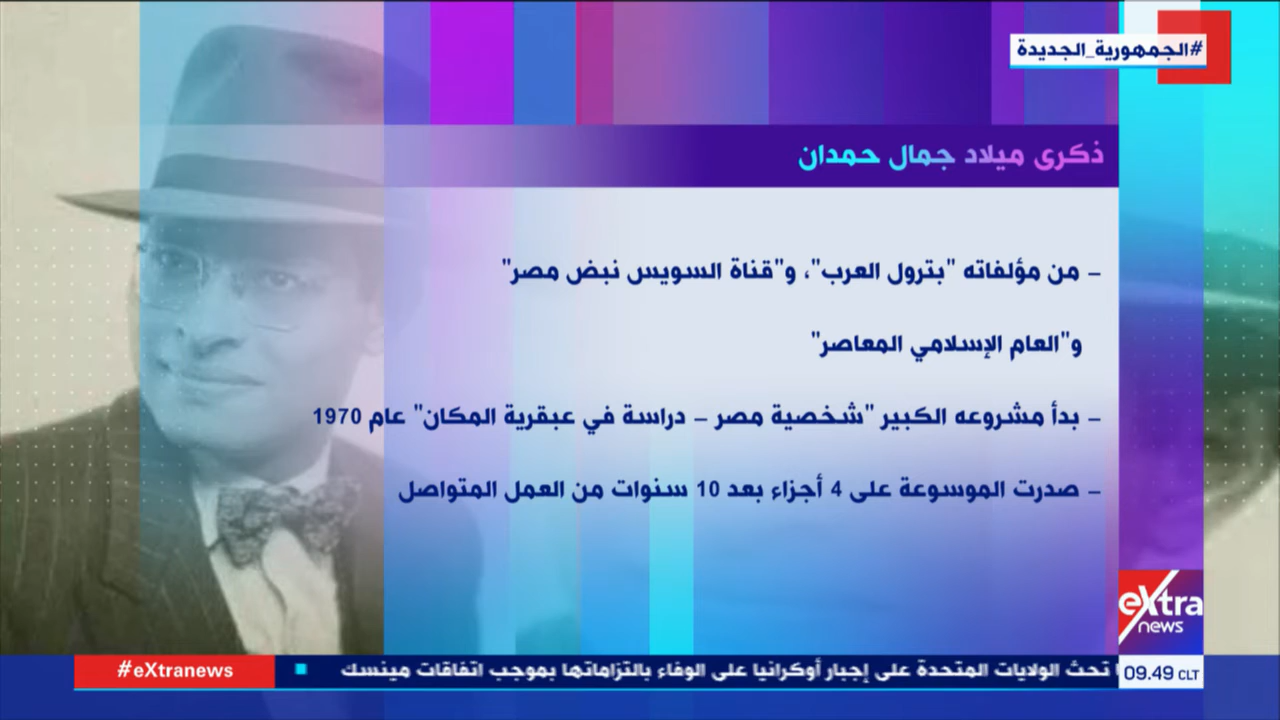 #الجمهورية_الجديدة
ذكرى ميلاد جمال حمدان
– من مؤلفاته "بترول العرب"، و"قناة السويس نبض مصر"
و"العام الإسلامي المعاصر"
– بدأ مشروعه الكبير "شخصية مصر – دراسة في عبقرية المكان" عام 1970
– صدرت الموسوعة على 4 أجزاء بعد 10 سنوات من العمل المتواصل
eXtra
news
تحث الولايات المتحدة على إجبار أوكرانيا على الوفاء بالتزاماتها بموجب اتفاقات مينسك
#eXtranews
09.49 CLT